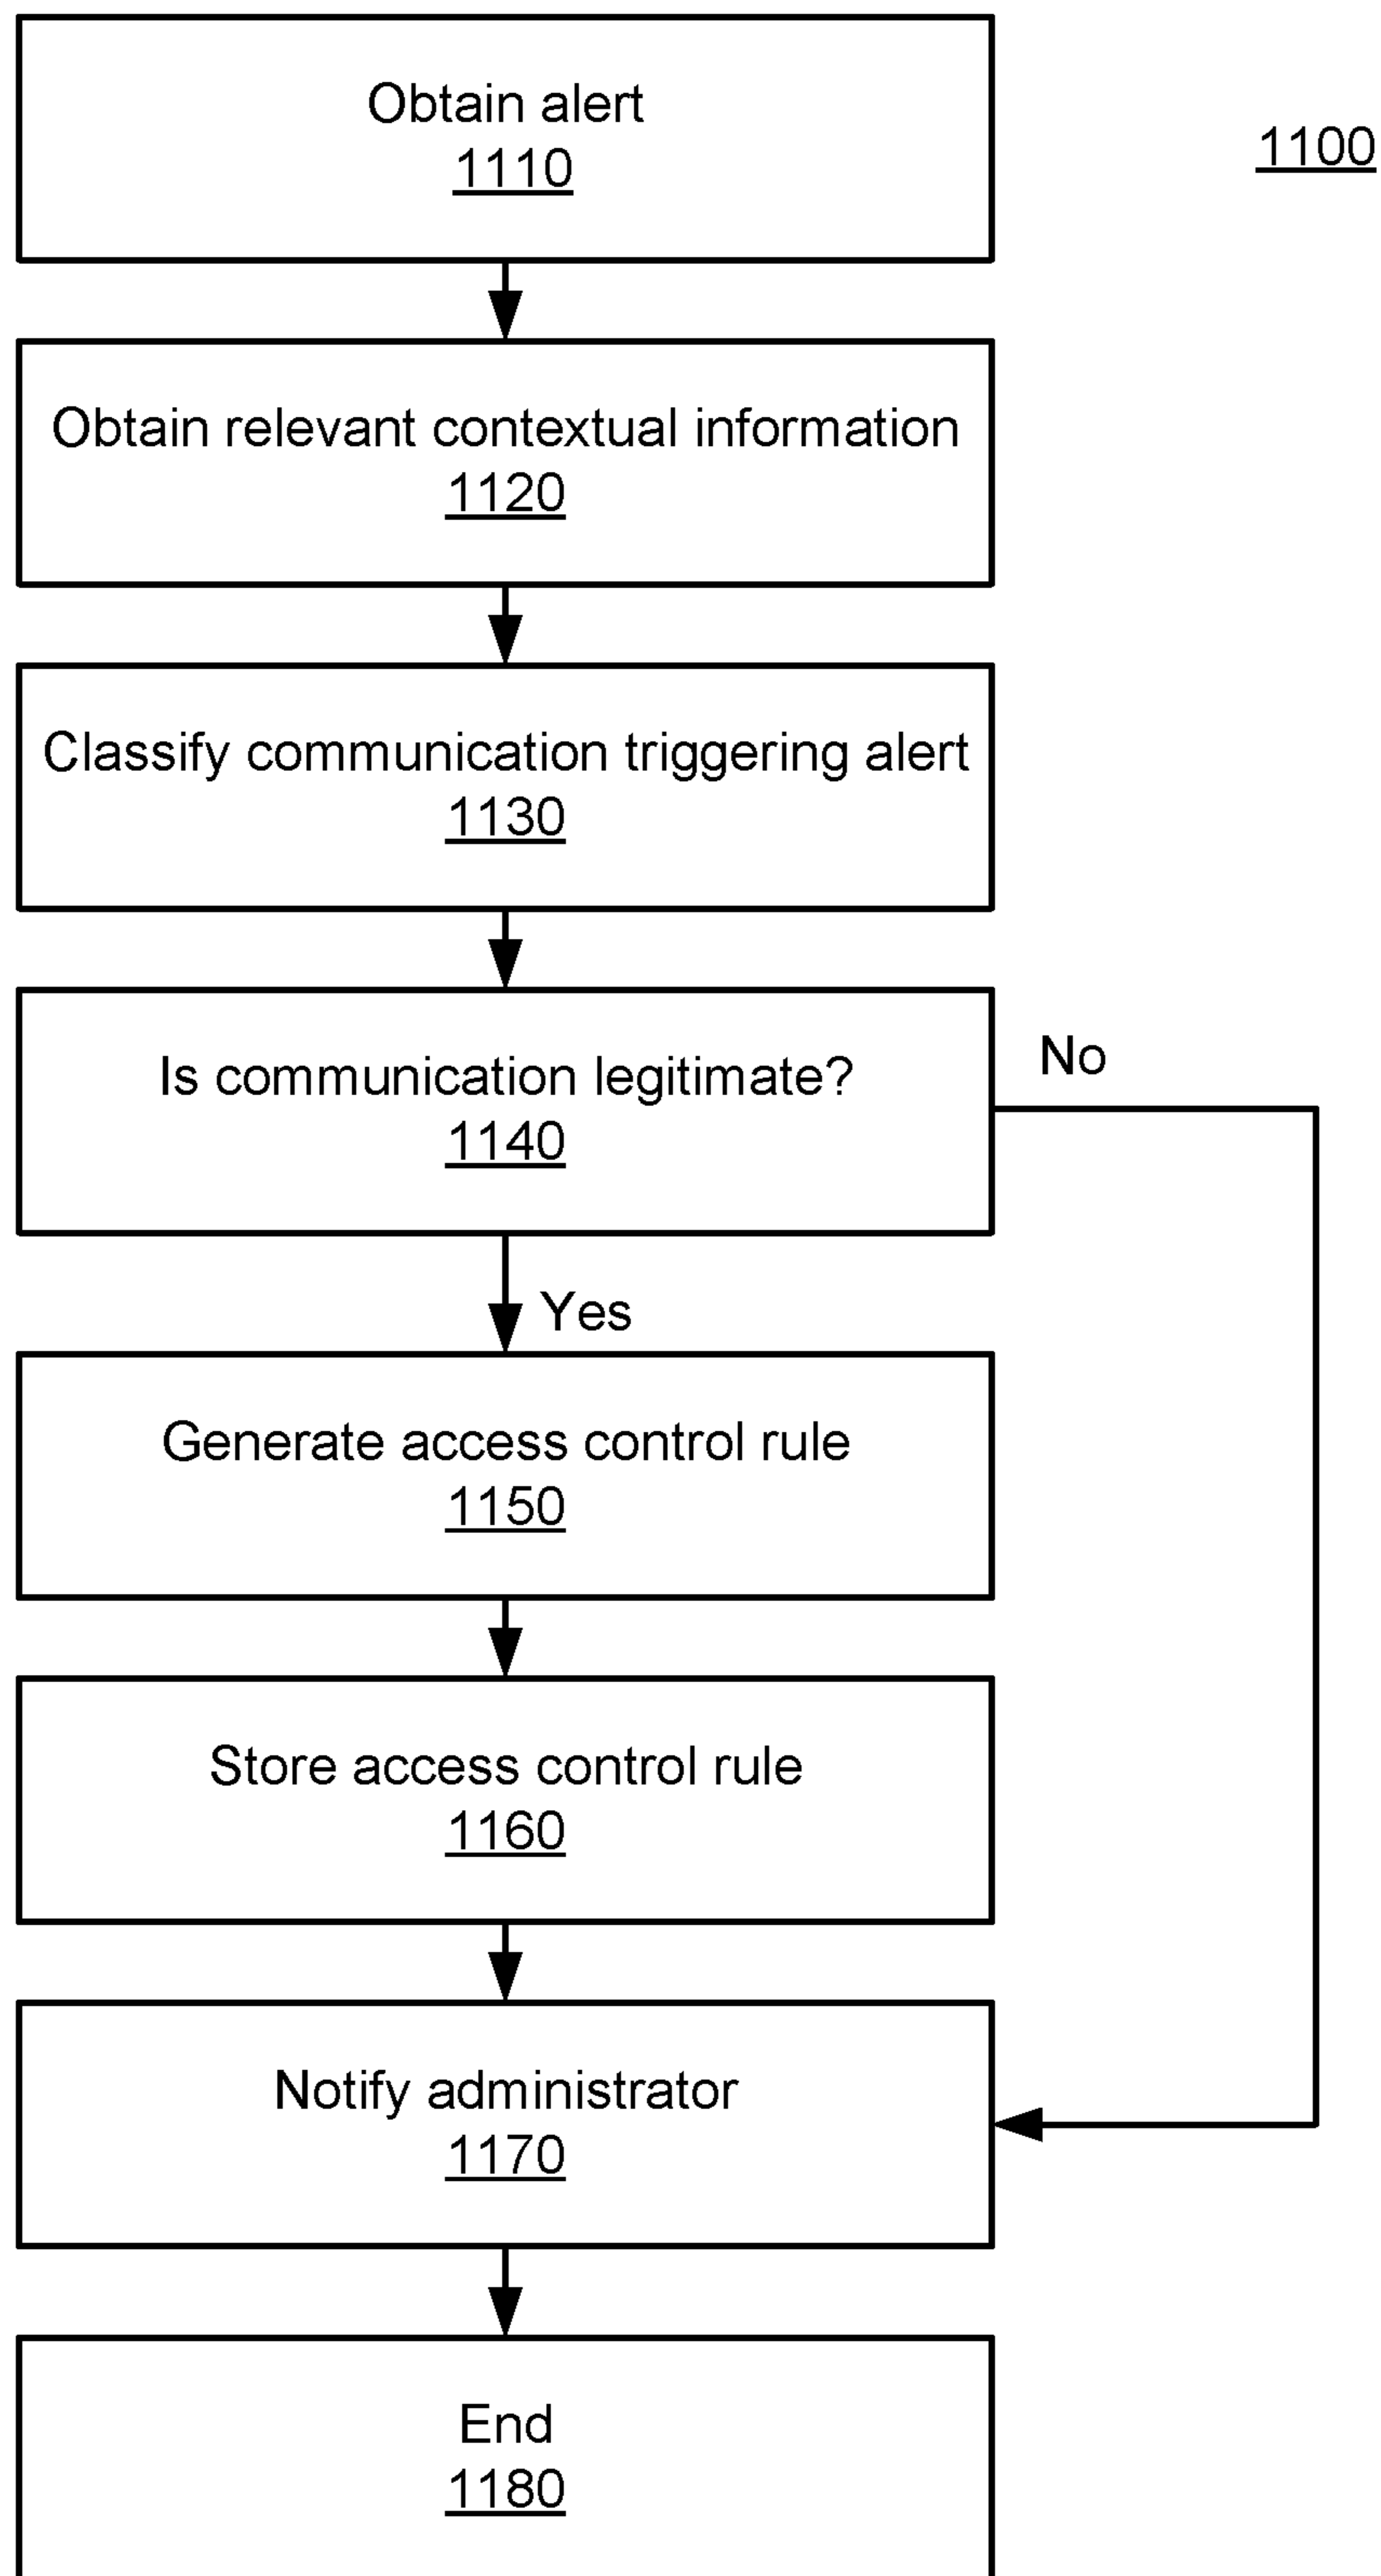 Obtain alert
1110
1100
Obtain relevant contextual information
1120
Classify communication triggering alert
1130
Is communication legitimate?
1140
No
Yes
Generate access control rule
1150
Store access control rule
1160
Notify administrator
1170
End
1180